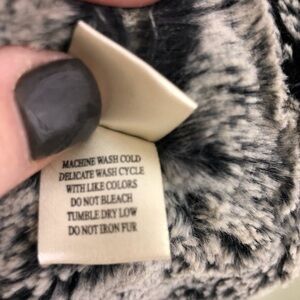 MACHINE WASH COLD
DELICATE WASH CYCLE
WITH LIKE COLORS
DO NOT BLEACH
TUMBLE DRY LOW
DO NOT IRON FUR